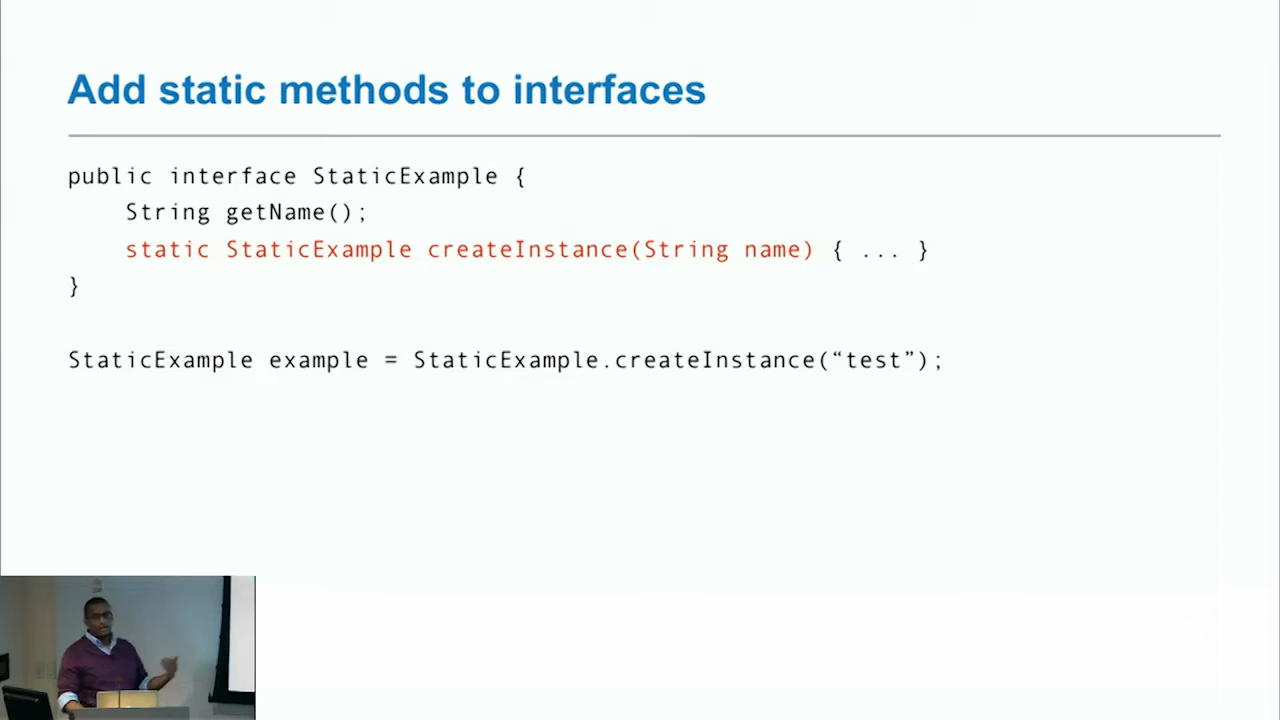 Add static methods to interfaces
public interface StaticExample {
String getName();
static StaticExample createInstance(String name) { ... }
}
StaticExample example = StaticExample.createInstance(“test”);